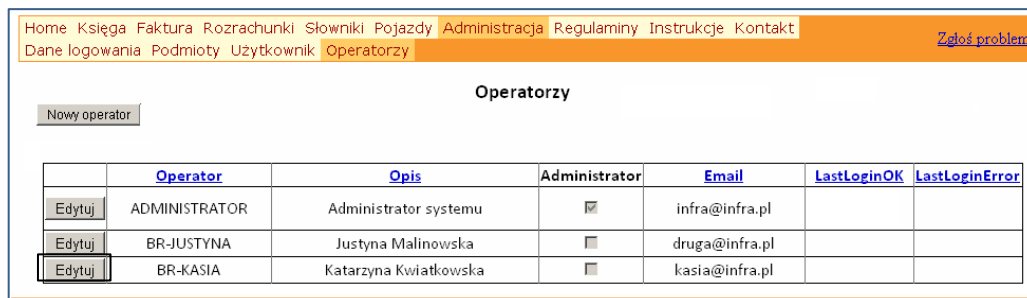 Home Księga Faktura Rozrachunki Słowniki Pojazdy Administracja Regulaminy Instrukcje Kontakt
Dane logowania Podmioty Użytkownik Operatorzy
Zgłoś problem
Operatorzy
Nowy operator
Operator Opis Administrator Email LastLoginOK LastLoginError
Edytuj ADMINISTRATOR Administrator systemu infra@infra.pl
Edytuj BR-JUSTYNA Justyna Malinowska druga@infra.pl
Edytuj BR-KASIA Katarzyna Kwiatkowska kasia@infra.pl